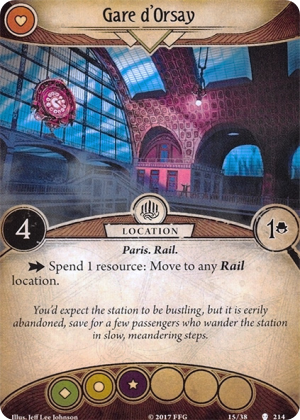 Gare d'Orsay
4
LOCATION
1
Paris. Rail.
Spend 1 resource: Move to any Rail
location.
You'd expect the station to be bustling, but it is eerily
abandoned, save for a few passengers who wander the station
in slow, meandering steps.
Illus. Jeff Lee Johnson
© 2017 FFG
15/38
214